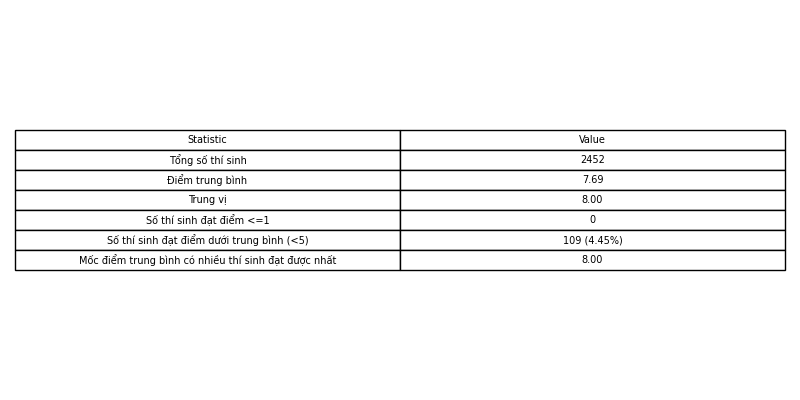 Statistic Value
Tổng số thí sinh 2452
Điểm trung bình 7.69
Trung vị 8.00
Số thí sinh đạt điểm <=1 0
Số thí sinh đạt điểm dưới trung bình (<5) 109 (4.45%)
Mốc điểm trung bình có nhiều thí sinh đạt được nhất 8.00